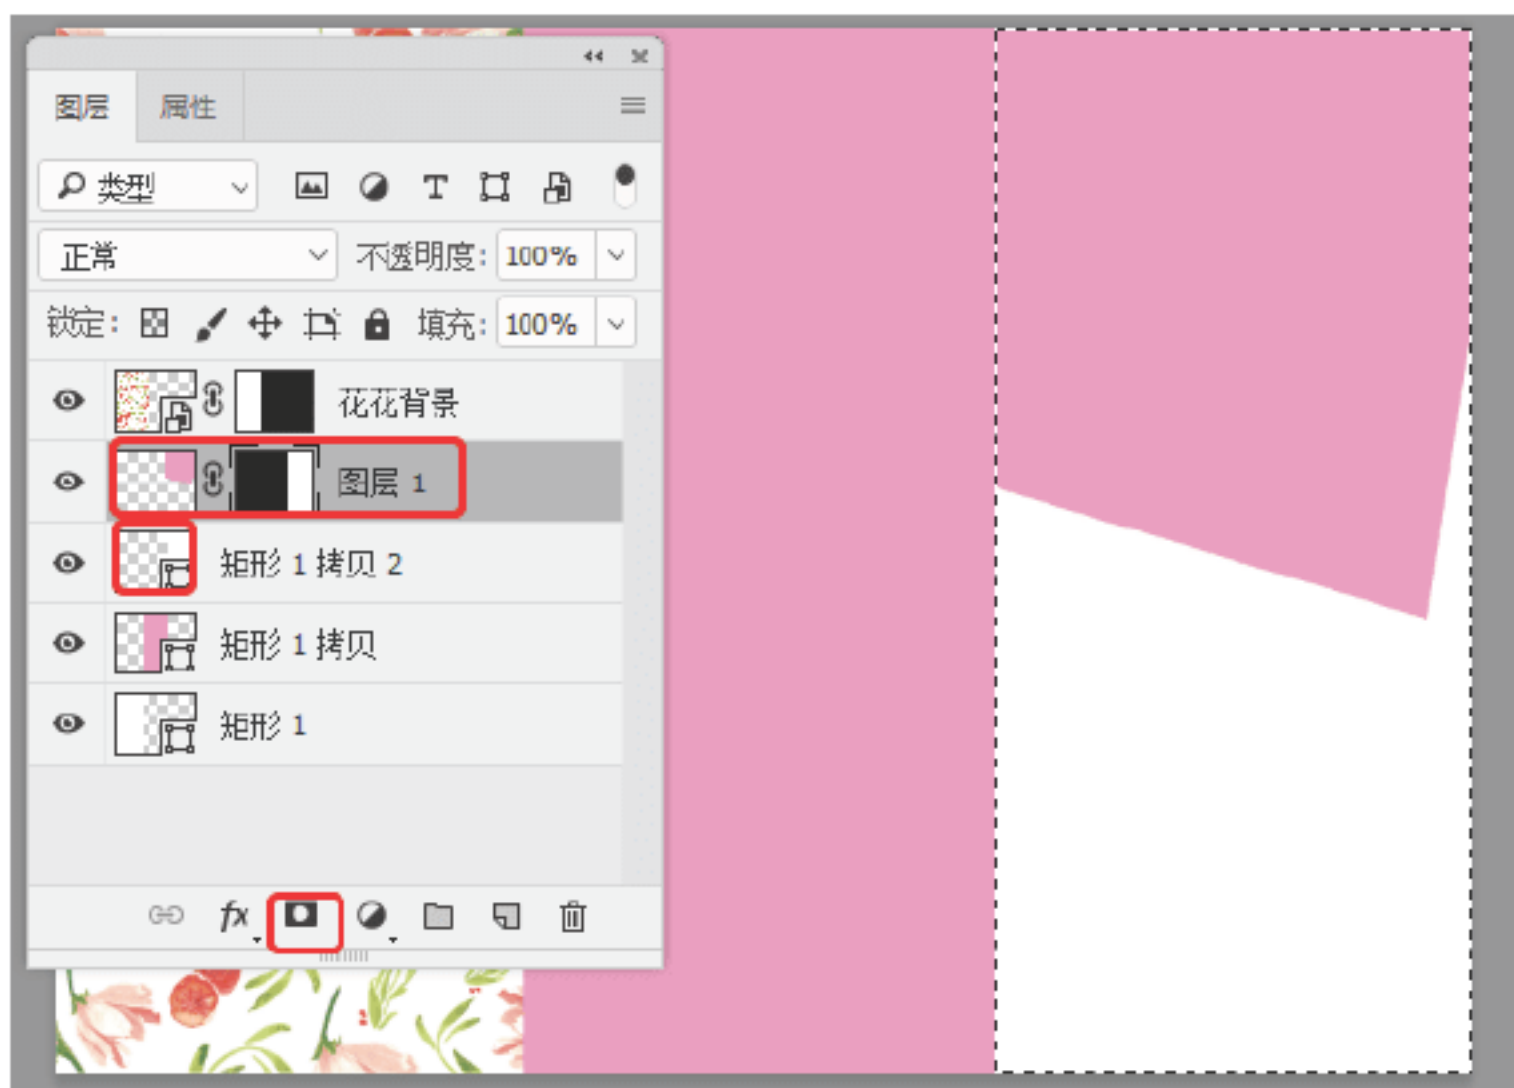 图层 属性
类型
正常 不透明度: 100%
锁定: 填充: 100%
花花背景
图层 1
矩形 1 拷贝 2
矩形 1 拷贝
矩形 1
fx